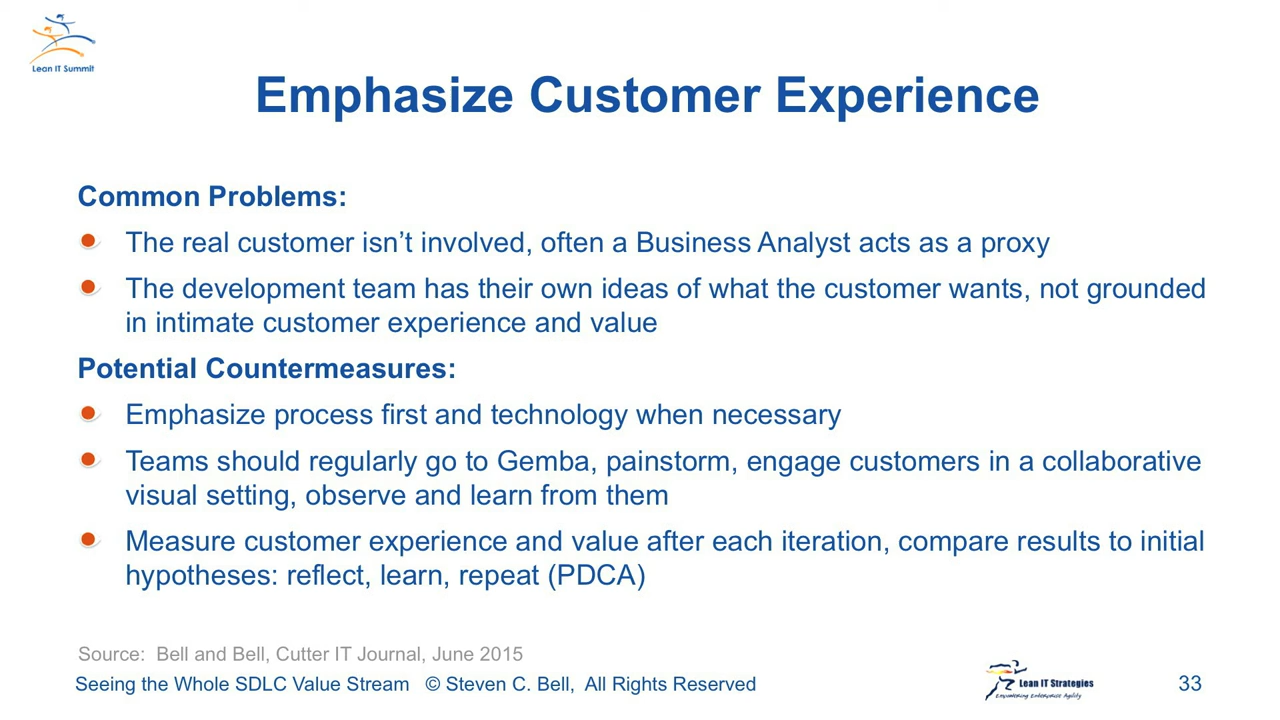 Lean IT Summit
Emphasize Customer Experience
Common Problems:
The real customer isn’t involved, often a Business Analyst acts as a proxy
The development team has their own ideas of what the customer wants, not grounded
in intimate customer experience and value
Potential Countermeasures:
Emphasize process first and technology when necessary
Teams should regularly go to Gemba, painstorm, engage customers in a collaborative
visual setting, observe and learn from them
Measure customer experience and value after each iteration, compare results to initial
hypotheses: reflect, learn, repeat (PDCA)
Source: Bell and Bell, Cutter IT Journal, June 2015
Seeing the Whole SDLC Value Stream © Steven C. Bell, All Rights Reserved
Lean IT Strategies
Empowering Enterprise Agility
33